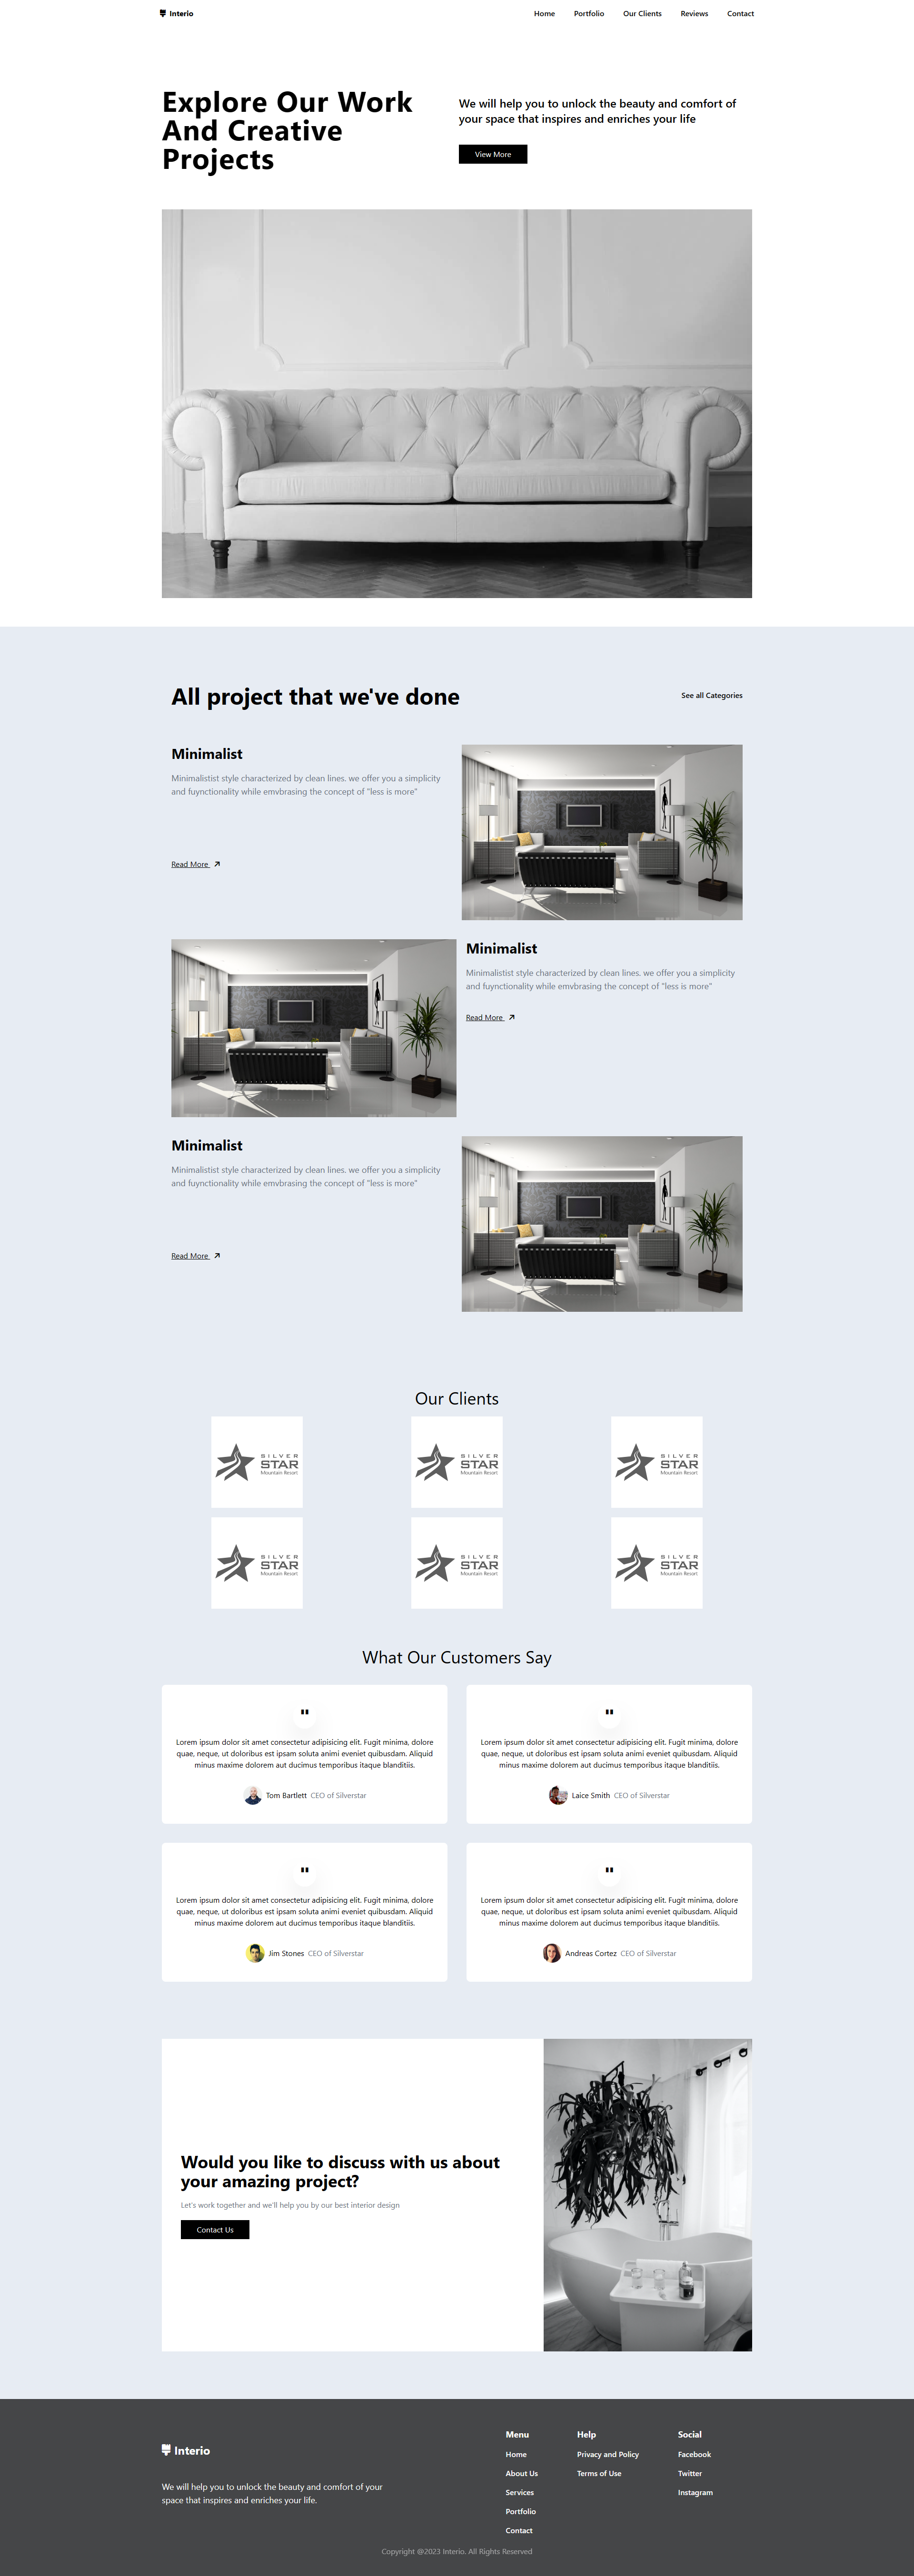 Interio
Home Portfolio Our Clients Reviews Contact
Explore Our Work
And Creative
Projects
We will help you to unlock the beauty and comfort of
your space that inspires and enriches your life
View More
All project that we've done
See all Categories
Minimalist
Minimalistist style characterized by clean lines. we offer you a simplicity
and fuynctionality while emvbrasing the concept of "less is more"
Read More
Minimalist
Minimalistist style characterized by clean lines. we offer you a simplicity
and fuynctionality while emvbrasing the concept of "less is more"
Read More
Minimalist
Minimalistist style characterized by clean lines. we offer you a simplicity
and fuynctionality while emvbrasing the concept of "less is more"
Read More
Our Clients
SILVER
STAR
Mountain Resort
SILVER
STAR
Mountain Resort
SILVER
STAR
Mountain Resort
SILVER
STAR
Mountain Resort
SILVER
STAR
Mountain Resort
SILVER
STAR
Mountain Resort
What Our Customers Say
"
Lorem ipsum dolor sit amet consectetur adipisicing elit. Fugit minima, dolore
quae, neque, ut doloribus est ipsam soluta animi eveniet quibusdam. Aliquid
minus maxime dolorem aut ducimus temporibus itaque blanditiis.
Tom Bartlett CEO of Silverstar
"
Lorem ipsum dolor sit amet consectetur adipisicing elit. Fugit minima, dolore
quae, neque, ut doloribus est ipsam soluta animi eveniet quibusdam. Aliquid
minus maxime dolorem aut ducimus temporibus itaque blanditiis.
Laice Smith CEO of Silverstar
"
Lorem ipsum dolor sit amet consectetur adipisicing elit. Fugit minima, dolore
quae, neque, ut doloribus est ipsam soluta animi eveniet quibusdam. Aliquid
minus maxime dolorem aut ducimus temporibus itaque blanditiis.
Jim Stones CEO of Silverstar
"
Lorem ipsum dolor sit amet consectetur adipisicing elit. Fugit minima, dolore
quae, neque, ut doloribus est ipsam soluta animi eveniet quibusdam. Aliquid
minus maxime dolorem aut ducimus temporibus itaque blanditiis.
Andreas Cortez CEO of Silverstar
Would you like to discuss with us about
your amazing project?
Let's work together and we'll help you by our best interior design
Contact Us
Interio
We will help you to unlock the beauty and comfort of your
space that inspires and enriches your life.
Menu
Home
About Us
Services
Portfolio
Contact
Help
Privacy and Policy
Terms of Use
Social
Facebook
Twitter
Instagram
Copyright @2023 Interio. All Rights Reserved